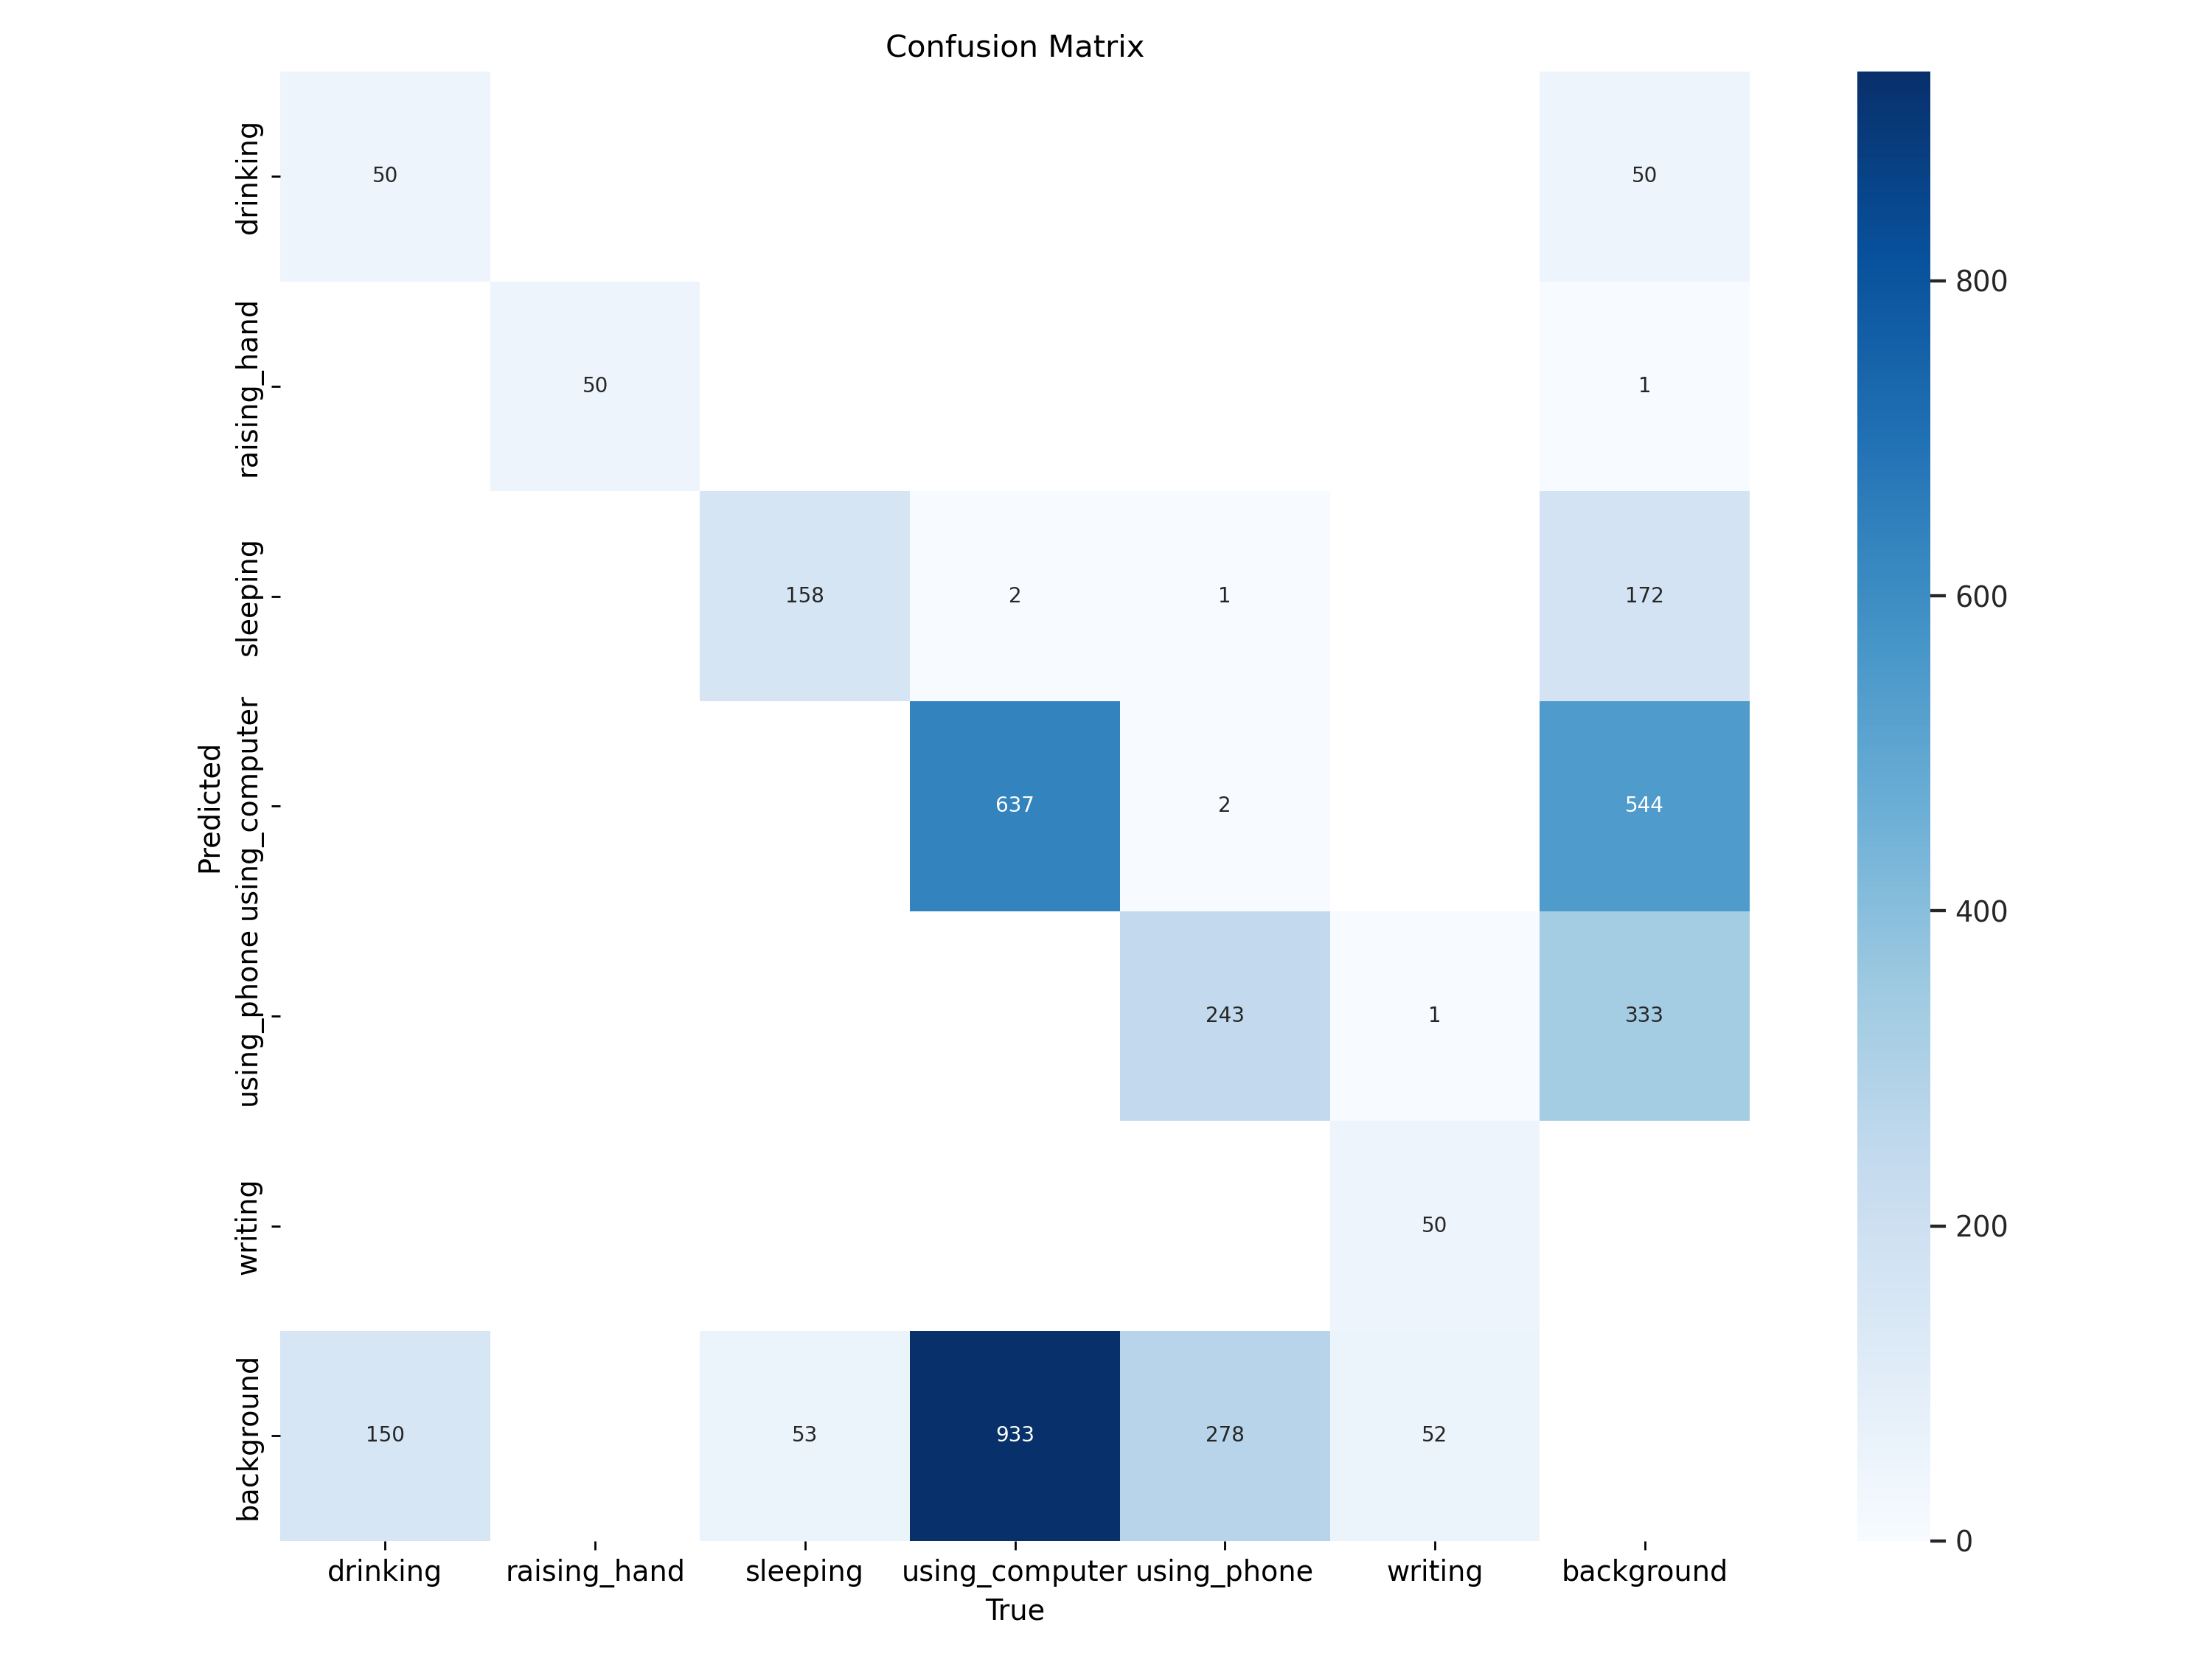 Confusion Matrix
drinking
50
50
800
raising_hand
50
1
sleeping
158
2
1
172
600
Predicted
using_computer
637
2
544
400
using_phone
243
1
333
writing
50
200
background
150
53
933
278
52
0
drinking
raising_hand
sleeping
using_computer
using_phone
writing
background
True